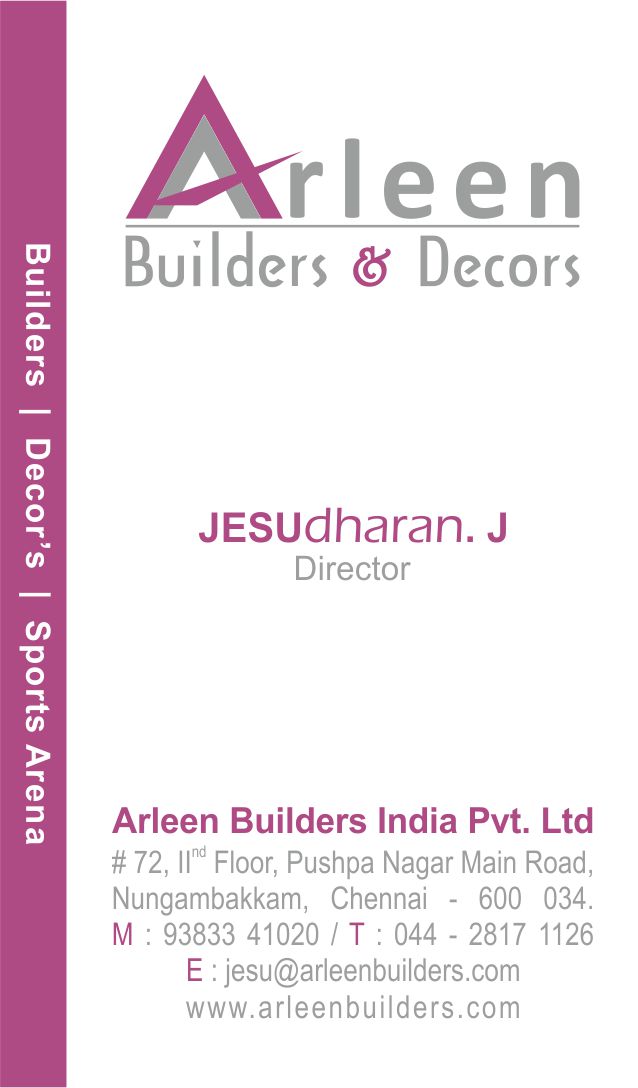 Arleen
Builders & Decors
Builders | Decor's | Sports Arena
JESUdharan. J
Director
Arleen Builders India Pvt. Ltd
# 72, IInd Floor, Pushpa Nagar Main Road,
Nungambakkam, Chennai - 600 034.
M : 93833 41020 / T : 044 - 2817 1126
E : jesu@arleenbuilders.com
www.arleenbuilders.com